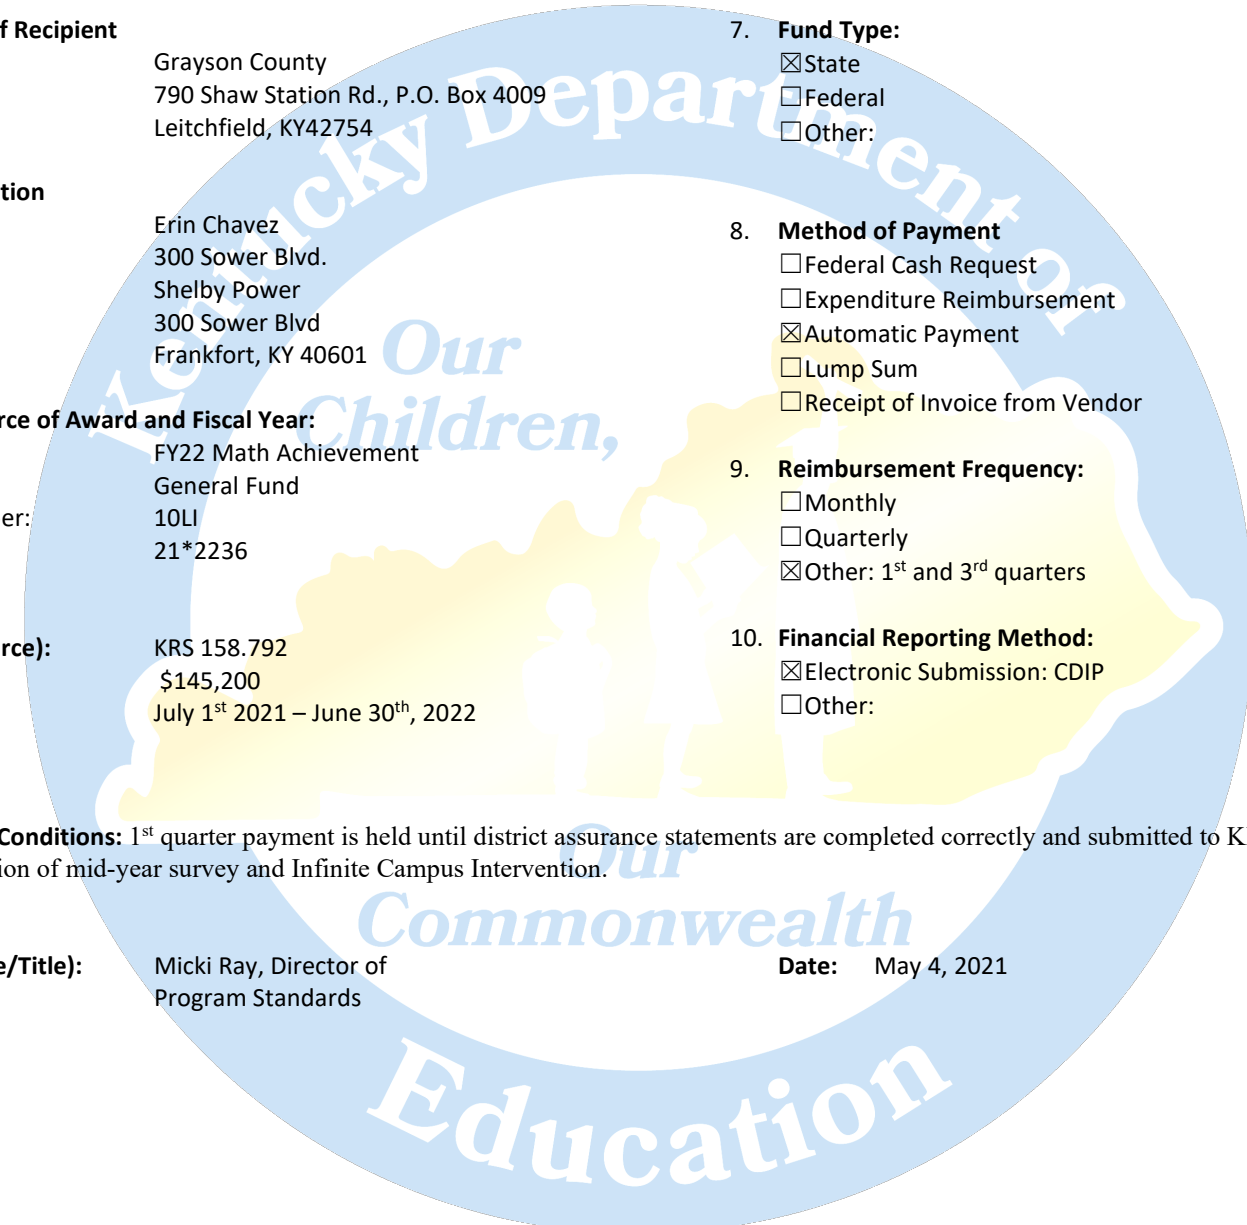 f Recipient
Grayson County
790 Shaw Station Rd., P.O. Box 4009
Leitchfield, KY42754
tion
Erin Chavez
300 Sower Blvd.
Shelby Power
300 Sower Blvd
Frankfort, KY 40601
rce of Award and Fiscal Year:
FY22 Math Achievement
General Fund
er: 10LI
21*2236
rce): KRS 158.792
$145,200
July 1st 2021 – June 30th, 2022
7. Fund Type:
☒State
☐Federal
☐Other:
8. Method of Payment
☐Federal Cash Request
☐Expenditure Reimbursement
☒Automatic Payment
☐Lump Sum
☐Receipt of Invoice from Vendor
9. Reimbursement Frequency:
☐Monthly
☐Quarterly
☒Other: 1st and 3rd quarters
10. Financial Reporting Method:
☒Electronic Submission: CDIP
☐Other:
Conditions: 1st quarter payment is held until district assurance statements are completed correctly and submitted to K
ion of mid-year survey and Infinite Campus Intervention.
e/Title): Micki Ray, Director of
Program Standards
Date: May 4, 2021
Kentucky Department of
Education
Our
Children,
Our
Commonwealth